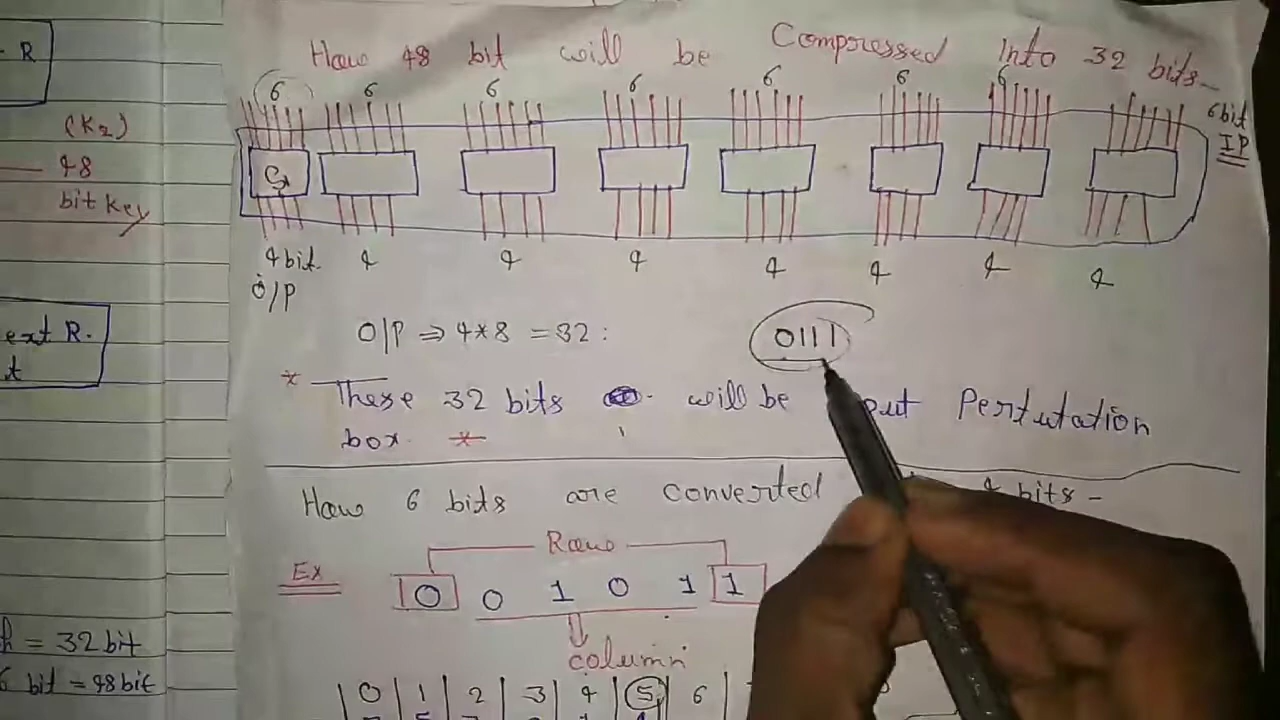 - R
(K2)
48
bit key
ext R.
t
= 32 bit
6 bit = 48 bit
How 48 bit will be Compressed Into 32 bits-
6 6 6 6 6 6 6
6 bit
IP
S1
4 bit. 4 4 4 4 4 4 4
O/P
O/P ⇒ 4*8 = 32:
0111
* These 32 bits will be put Pertutation
box. *
How 6 bits are converted 4 bits -
Row
Ex
0 0 1 0 1 1
column
0 1 2 3 4 5 6